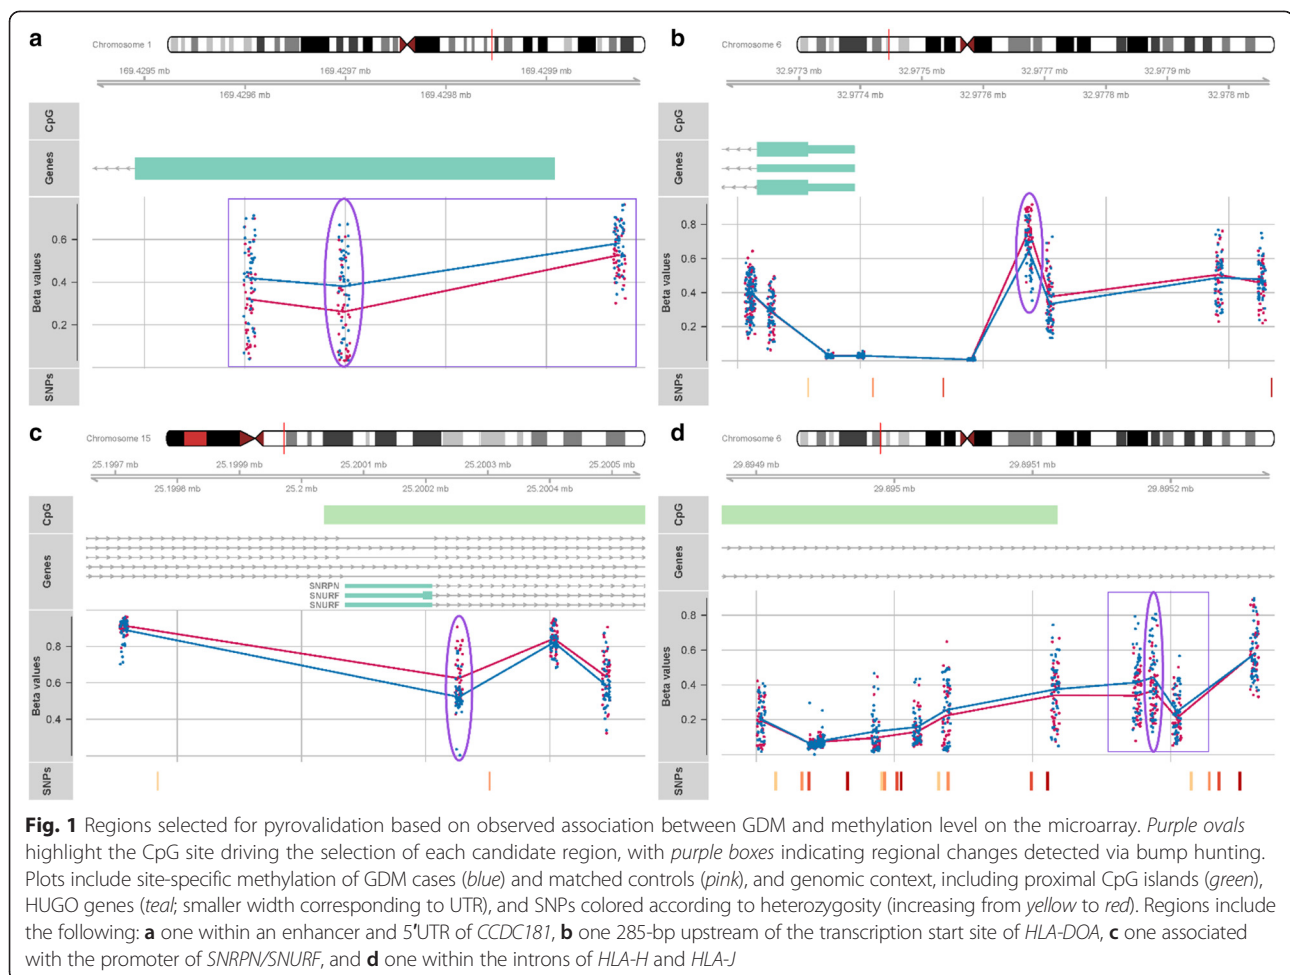 a
Chromosome 1
169.4295 mb
169.4297 mb
169.4299 mb
169.4296 mb
169.4298 mb
CpG
Genes
Beta values
0.6
0.4
0.2
SNPs
b
Chromosome 6
32.9773 mb
32.9775 mb
32.9777 mb
32.9779 mb
32.9774 mb
32.9776 mb
32.9778 mb
32.978 mb
CpG
Genes
Beta values
0.8
0.6
0.4
0.2
SNPs
c
Chromosome 15
25.1997 mb
25.1999 mb
25.2001 mb
25.2003 mb
25.2005 mb
25.1998 mb
25.2 mb
25.2002 mb
25.2004 mb
CpG
Genes
SNRPN
SNURF
SNURF
Beta values
0.8
0.6
0.4
SNPs
d
Chromosome 6
29.8949 mb
29.8951 mb
29.895 mb
29.8952 mb
CpG
Genes
Beta values
0.8
0.6
0.4
0.2
SNPs
Fig. 1 Regions selected for pyrovalidation based on observed association between GDM and methylation level on the microarray. Purple ovals
highlight the CpG site driving the selection of each candidate region, with purple boxes indicating regional changes detected via bump hunting.
Plots include site-specific methylation of GDM cases (blue) and matched controls (pink), and genomic context, including proximal CpG islands (green),
HUGO genes (teal; smaller width corresponding to UTR), and SNPs colored according to heterozygosity (increasing from yellow to red). Regions include
the following: a one within an enhancer and 5′UTR of CCDC181, b one 285-bp upstream of the transcription start site of HLA-DOA, c one associated
with the promoter of SNRPN/SNURF, and d one within the introns of HLA-H and HLA-J